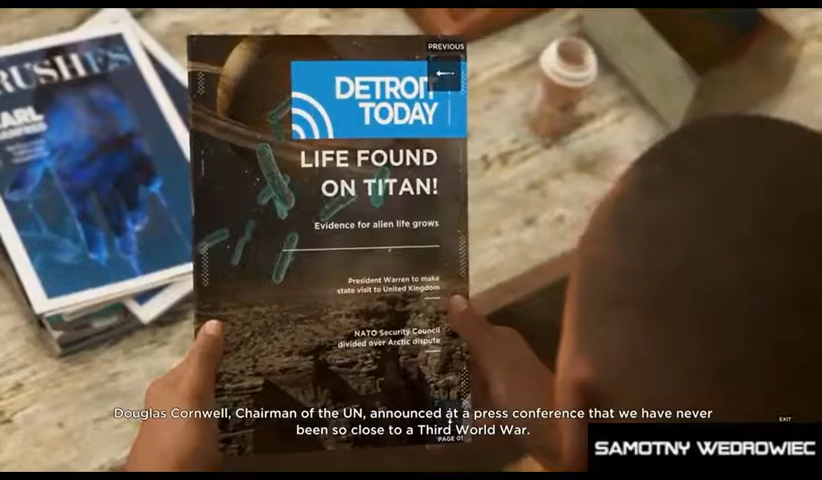 RUSHES
PREVIOUS
DETROIT
TODAY
LIFE FOUND
ON TITAN!
Evidence for alien life grows
President Warren to make
state visit to United Kingdom
NATO Security Council
divided over Arctic dispute
Douglas Cornwell, Chairman of the UN, announced at a press conference that we have never
been so close to a Third World War.
PAGE 01
EXIT
SAMOTNY WEDROWIEC